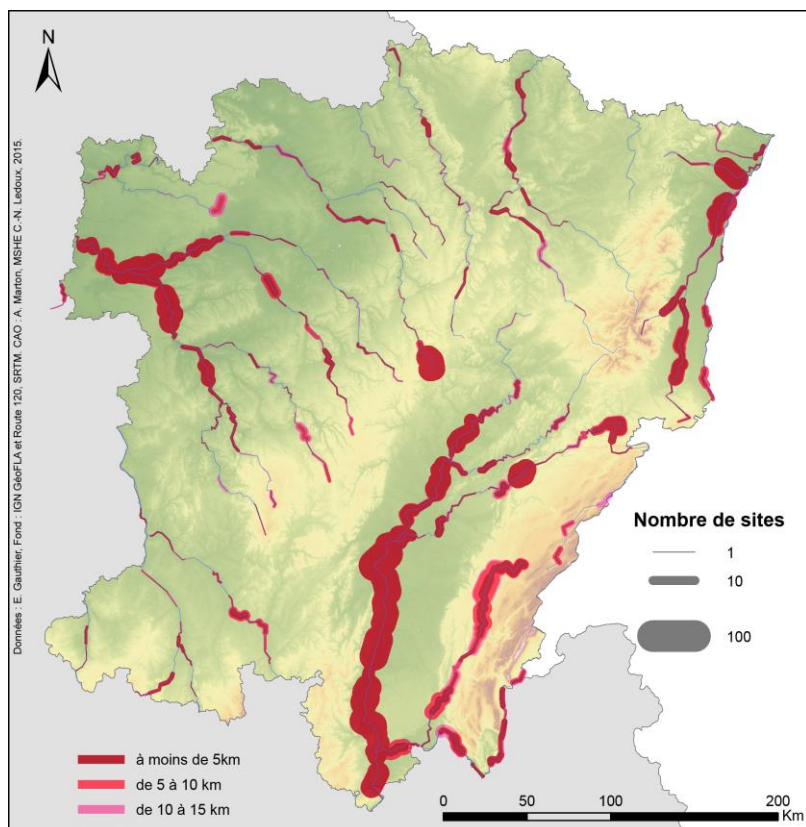 N
Données : E. Gauthier, Fond : IGN GéoFLA et Route 120, SRTM. CAO : A. Marton, MSHE C.-N. Ledoux, 2015.
Nombre de sites
1
10
100
à moins de 5km
de 5 à 10 km
de 10 à 15 km
0 50 100 200
Km